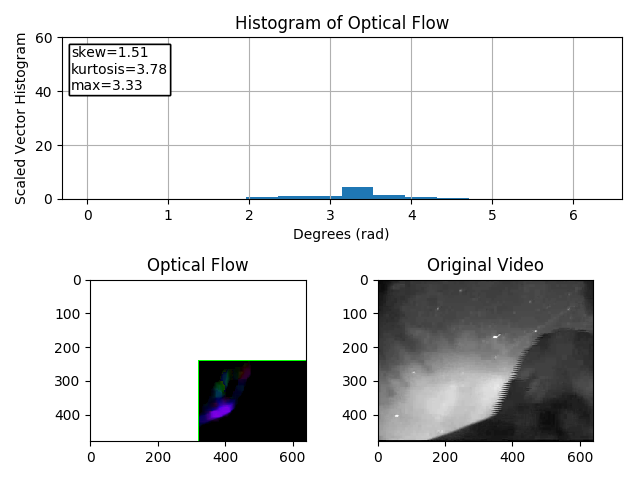 Histogram of Optical Flow
Scaled Vector Histogram
60
40
20
0
skew=1.51
kurtosis=3.78
max=3.33
0 1 2 3 4 5 6
Degrees (rad)
Optical Flow
0
100
200
300
400
0 200 400 600
Original Video
0
100
200
300
400
0 200 400 600